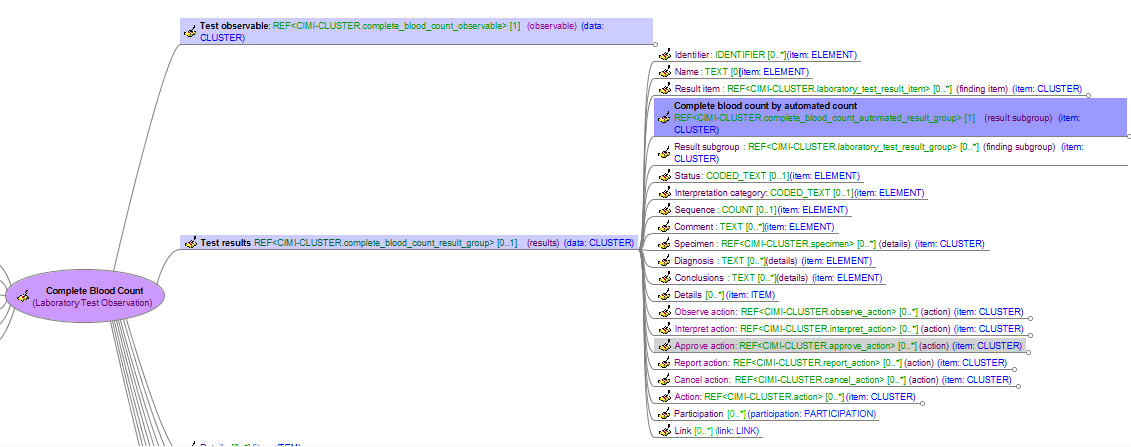 Test observable: REF<CIMI-CLUSTER.complete_blood_count_observable> [1] (observable) (data:
CLUSTER)
Identifier: IDENTIFIER [0..*](item: ELEMENT)
Name: TEXT [0](item: ELEMENT)
Result item : REF<CIMI-CLUSTER.laboratory_test_result_item> [0..*] (finding item) (item: CLUSTER)
Complete blood count by automated count
REF<CIMI-CLUSTER.complete_blood_count_automated_result_group> [1] (result subgroup) (item:
CLUSTER)
Result subgroup : REF<CIMI-CLUSTER.laboratory_test_result_group> [0..*] (finding subgroup) (item:
CLUSTER)
Status: CODED_TEXT [0..1](item: ELEMENT)
Interpretation category: CODED_TEXT [0..1](item: ELEMENT)
Sequence : COUNT [0..1](item: ELEMENT)
Test results REF<CIMI-CLUSTER.complete_blood_count_result_group> [0..1] (results) (data: CLUSTER)
Comment : TEXT [0..*](item: ELEMENT)
Specimen : REF<CIMI-CLUSTER.specimen> [0..*] (details) (item: CLUSTER)
Diagnosis : TEXT [0..*](details) (item: ELEMENT)
Conclusions : TEXT [0..*](details) (item: ELEMENT)
Complete Blood Count
(Laboratory Test Observation)
Details [0..*] (item: ITEM)
Observe action: REF<CIMI-CLUSTER.observe_action> [0..*] (action) (item: CLUSTER)
Interpret action: REF<CIMI-CLUSTER.interpret_action> [0..*] (action) (item: CLUSTER)
Approve action: REF<CIMI-CLUSTER.approve_action> [0..*] (action) (item: CLUSTER)
Report action: REF<CIMI-CLUSTER.report_action> [0..*] (action) (item: CLUSTER)
Cancel action: REF<CIMI-CLUSTER.cancel_action> [0..*] (action) (item: CLUSTER)
Action: REF<CIMI-CLUSTER.action> [0..*] (item: CLUSTER)
Participation [0..*] (participation: PARTICIPATION)
Link [0..*] (link: LINK)